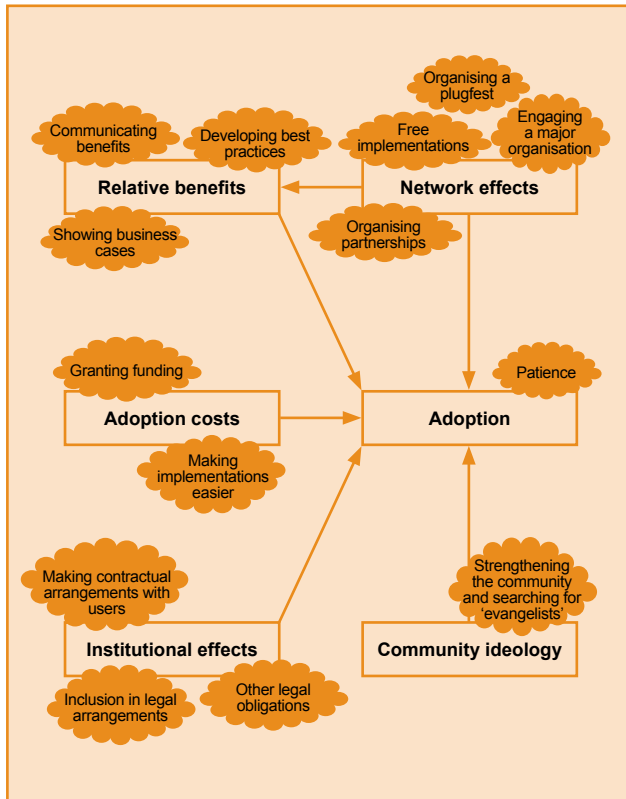 Organising a
plugfest
Communicating
benefits
Developing best
practices
Free
implementations
Engaging
a major
organisation
Relative benefits
Network effects
Showing business
cases
Organising
partnerships
Granting funding
Patience
Adoption costs
Adoption
Making
implementations
easier
Making contractual
arrangements with
users
Strengthening
the community
and searching for
‘evangelists’
Institutional effects
Community ideology
Inclusion in legal
arrangements
Other legal
obligations